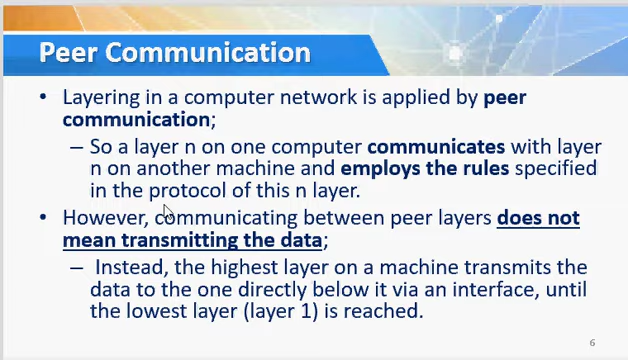 Peer Communication
• Layering in a computer network is applied by peer
communication;
– So a layer n on one computer communicates with layer
n on another machine and employs the rules specified
in the protocol of this n layer.
• However, communicating between peer layers does not
mean transmitting the data;
– Instead, the highest layer on a machine transmits the
data to the one directly below it via an interface, until
the lowest layer (layer 1) is reached.
6